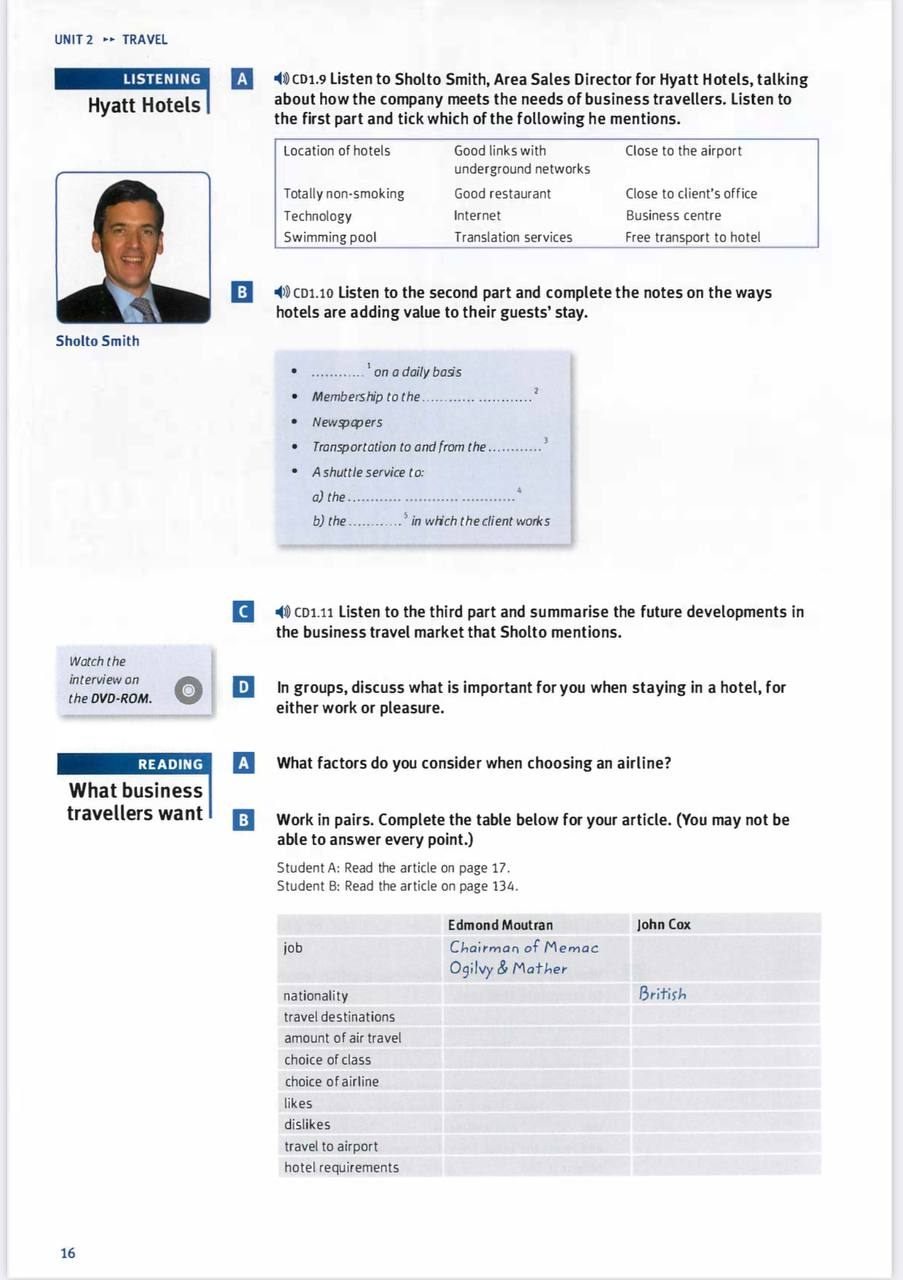 UNIT 2 ▸▸ TRAVEL
LISTENING
Hyatt Hotels
Sholto Smith
A
CD1.9 Listen to Sholto Smith, Area Sales Director for Hyatt Hotels, talking
about how the company meets the needs of business travellers. Listen to
the first part and tick which of the following he mentions.
Location of hotels Good links with underground networks Close to the airport
Totally non-smoking Good restaurant Close to client's office
Technology Internet Business centre
Swimming pool Translation services Free transport to hotel
B
CD1.10 Listen to the second part and complete the notes on the ways
hotels are adding value to their guests' stay.
• ............ 1 on a daily basis
• Membership to the ............ ............ 2
• Newspapers
• Transportation to and from the ............ 3
• A shuttle service to:
a) the ............ ............ ............ 4
b) the ............ 5 in which the client works
C
CD1.11 Listen to the third part and summarise the future developments in
the business travel market that Sholto mentions.
Watch the
interview on
the DVD-ROM.
D
In groups, discuss what is important for you when staying in a hotel, for
either work or pleasure.
READING
What business
travellers want
A
What factors do you consider when choosing an airline?
B
Work in pairs. Complete the table below for your article. (You may not be
able to answer every point.)
Student A: Read the article on page 17.
Student B: Read the article on page 134.
Edmond Moutran John Cox
job Chairman of Memac
Ogilvy & Mather
nationality British
travel destinations
amount of air travel
choice of class
choice of airline
likes
dislikes
travel to airport
hotel requirements
16